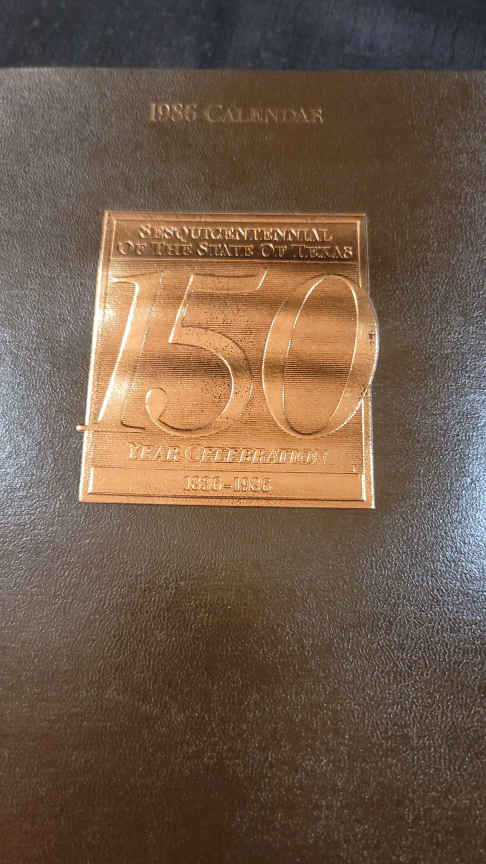 1986 CALENDAR
SESQUICENTENNIAL
OF THE STATE OF TEXAS
150
YEAR CELEBRATION
1836-1986